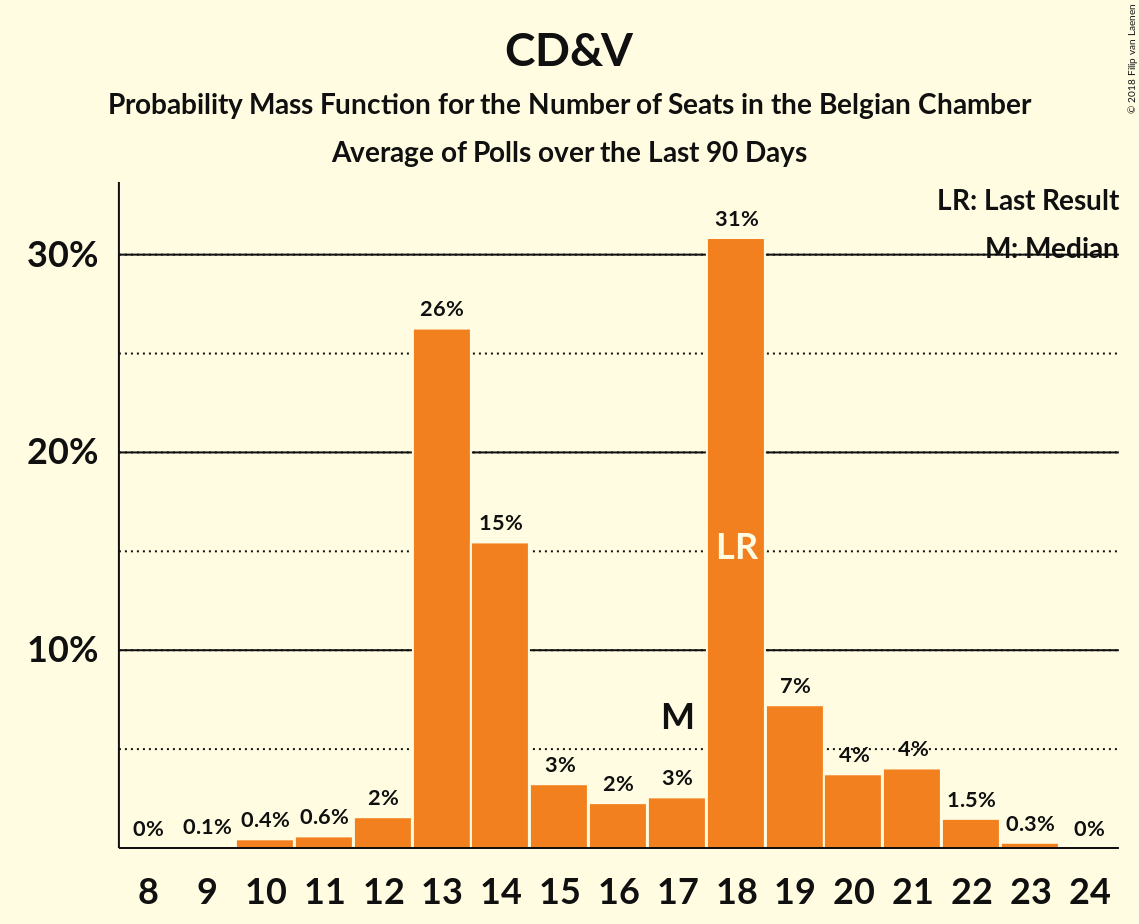 CD&V
Probability Mass Function for the Number of Seats in the Belgian Chamber
Average of Polls over the Last 90 Days
© 2018 Filip van Laenen
LR: Last Result
M: Median
30%
20%
10%
0%
0.1%
0.4%
0.6%
2%
26%
15%
3%
2%
3%
M
31%
LR
7%
4%
4%
1.5%
0.3%
0%
8 9 10 11 12 13 14 15 16 17 18 19 20 21 22 23 24